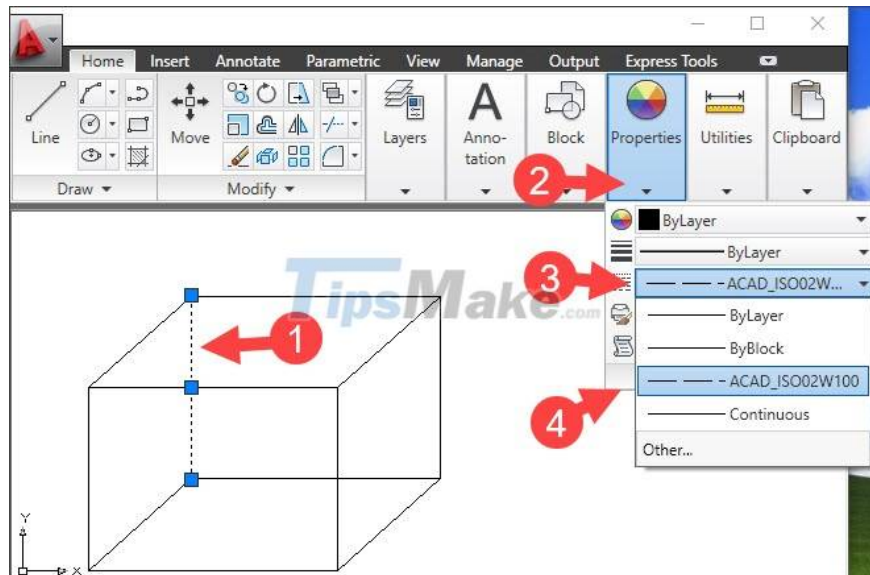 Home Insert Annotate Parametric View Manage Output Express Tools
Line
Move
Layers
Anno-
tation
Block
Properties
Utilities
Clipboard
Draw
Modify
2
ByLayer
ByLayer
3
ACAD_ISO02W...
TipsMake.com
ByLayer
1
ByBlock
ACAD_ISO02W100
4
Continuous
Other...
Y
X